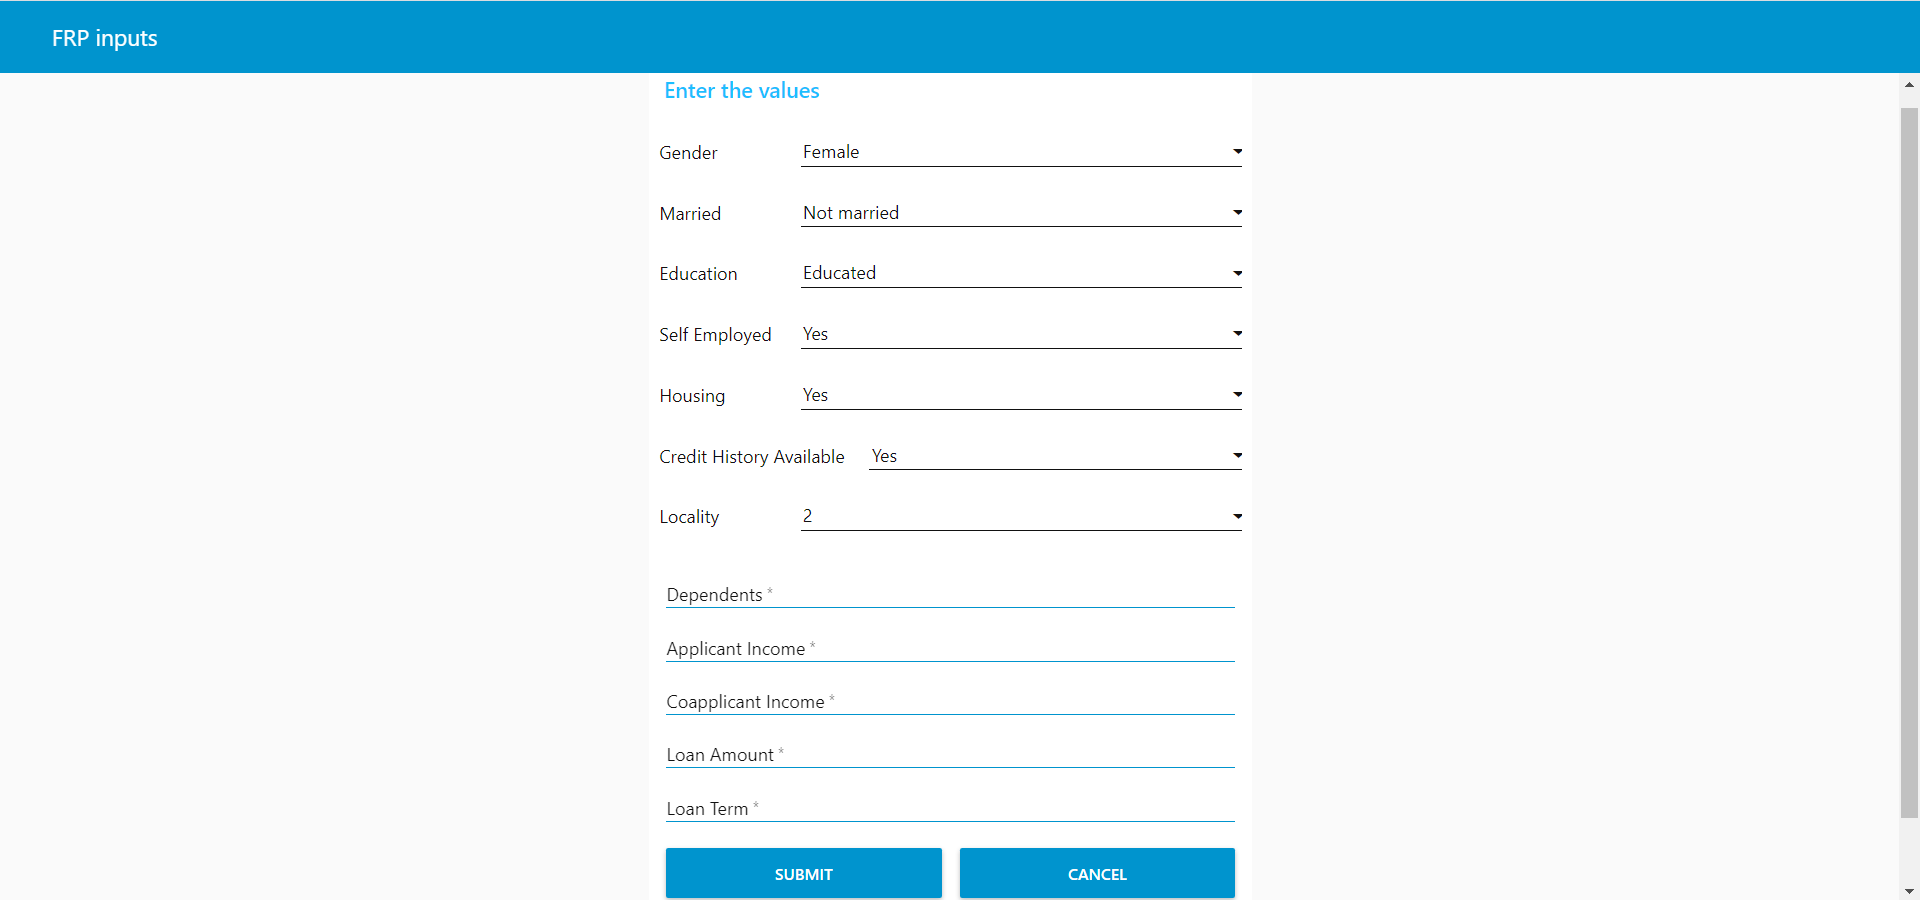 FRP inputs
Enter the values
Gender Female
Married Not married
Education Educated
Self Employed Yes
Housing Yes
Credit History Available Yes
Locality 2
Dependents *
Applicant Income *
Coapplicant Income *
Loan Amount *
Loan Term *
SUBMIT CANCEL